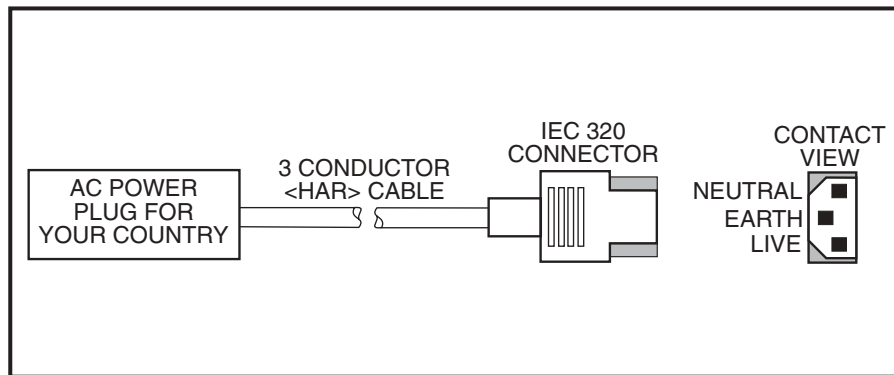 AC POWER
PLUG FOR
YOUR COUNTRY
3 CONDUCTOR
<HAR> CABLE
IEC 320
CONNECTOR
CONTACT
VIEW
NEUTRAL
EARTH
LIVE